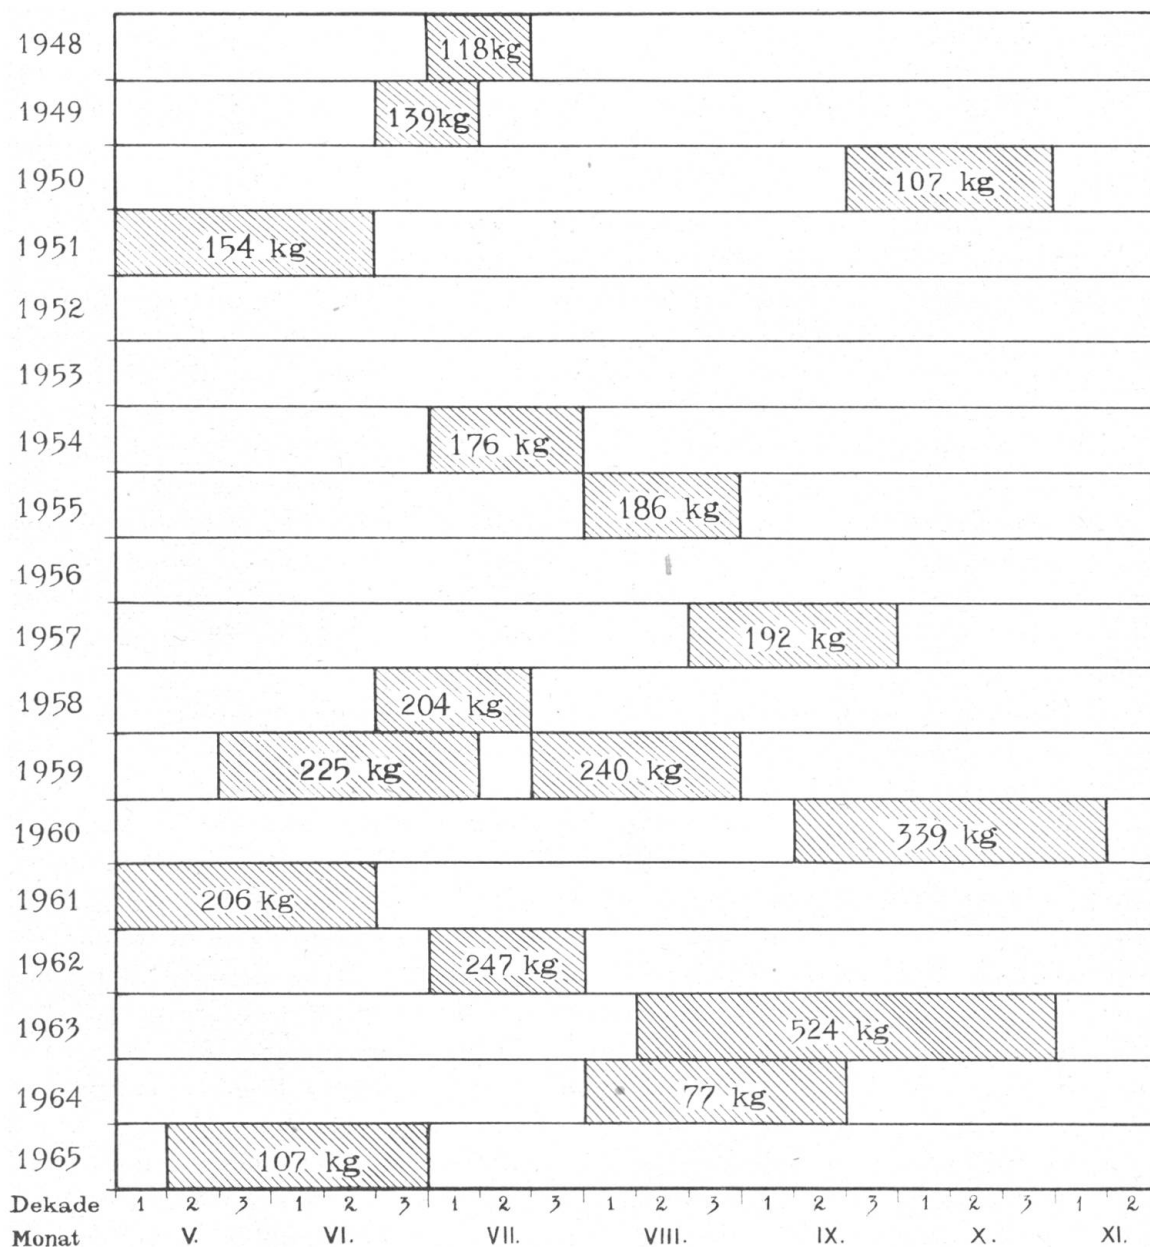 1948 118kg
1949 139kg
1950 107 kg
1951 154 kg
1952
1953
1954 176 kg
1955 186 kg
1956
1957 192 kg
1958 204 kg
1959 225 kg 240 kg
1960 339 kg
1961 206 kg
1962 247 kg
1963 524 kg
1964 77 kg
1965 107 kg
Dekade 1 2 3 1 2 3 1 2 3 1 2 3 1 2 3 1 2 3 1 2
Monat V. VI. VII. VIII. IX. X. XI.